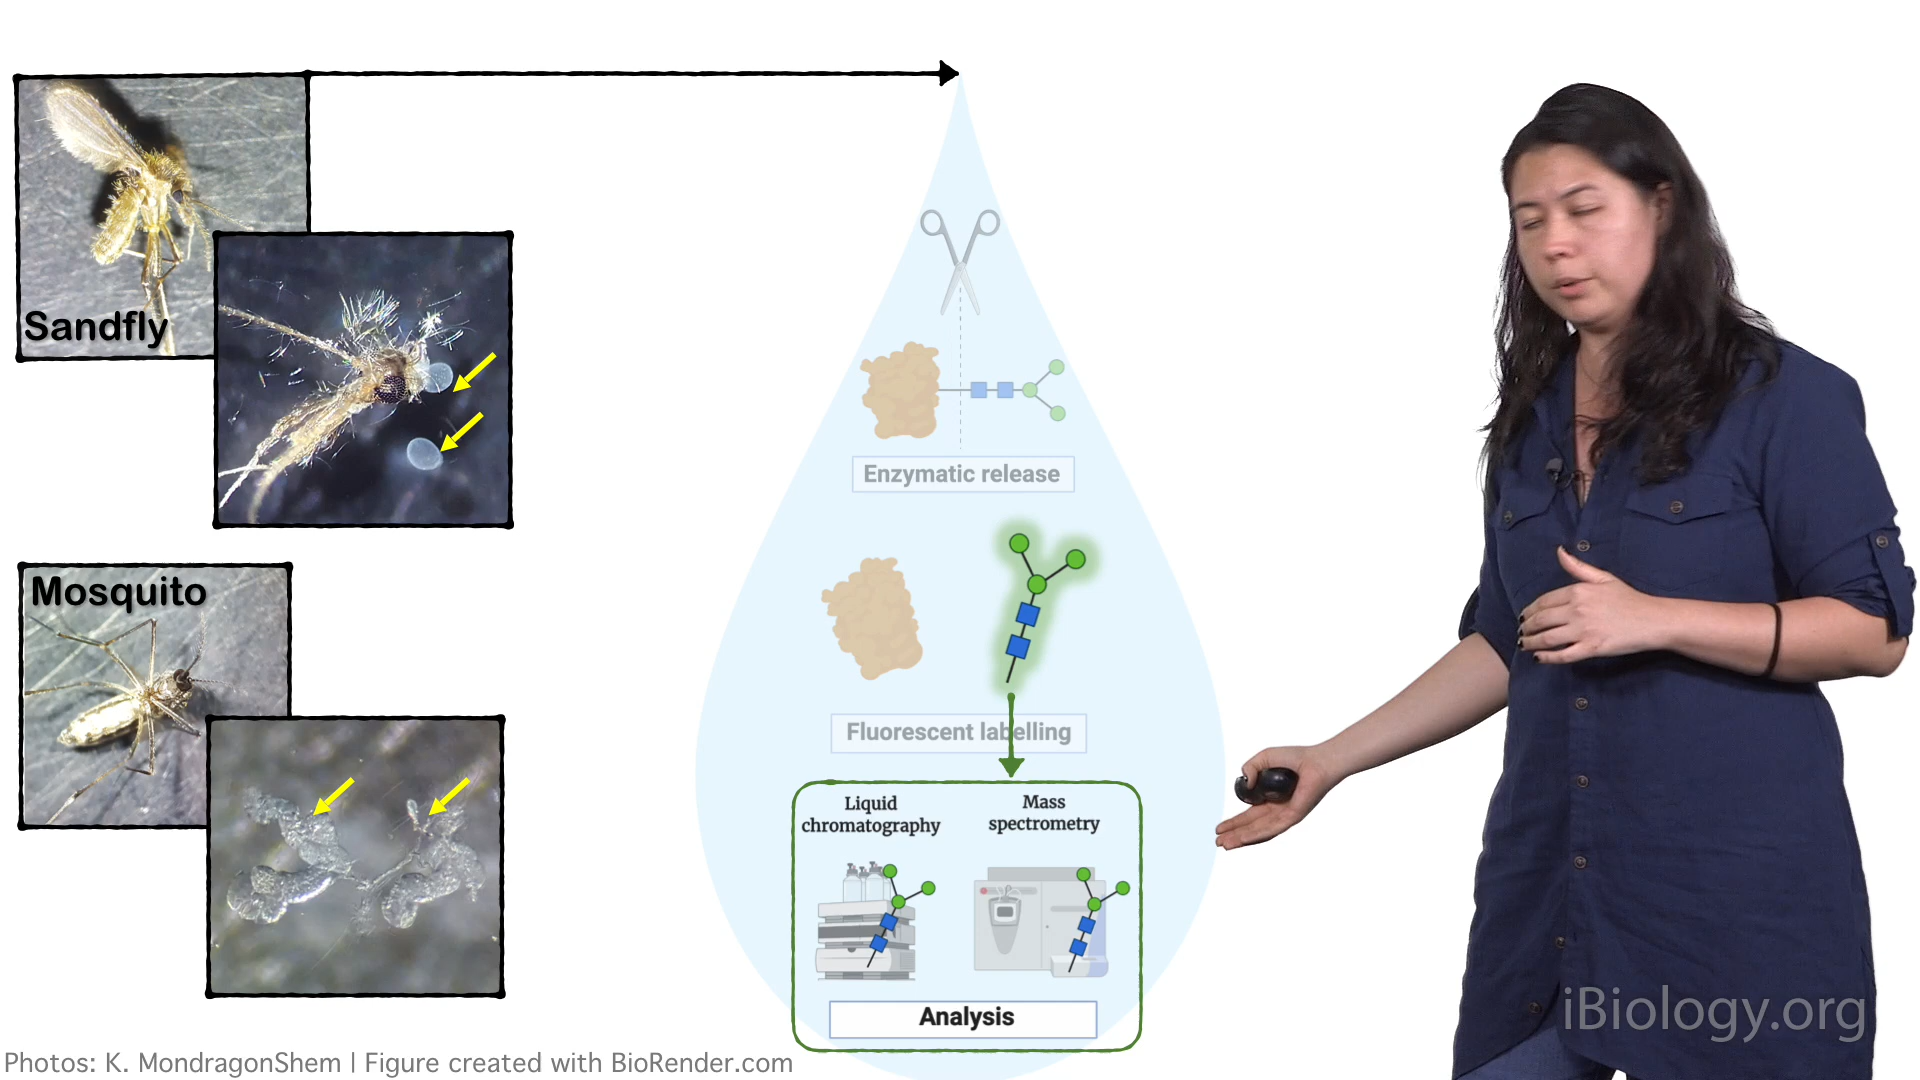 Sandfly
Mosquito
Enzymatic release
Fluorescent labelling
Liquid
chromatography
Mass
spectrometry
Analysis
iBiology.org
Photos: K. MondragonShem | Figure created with BioRender.com